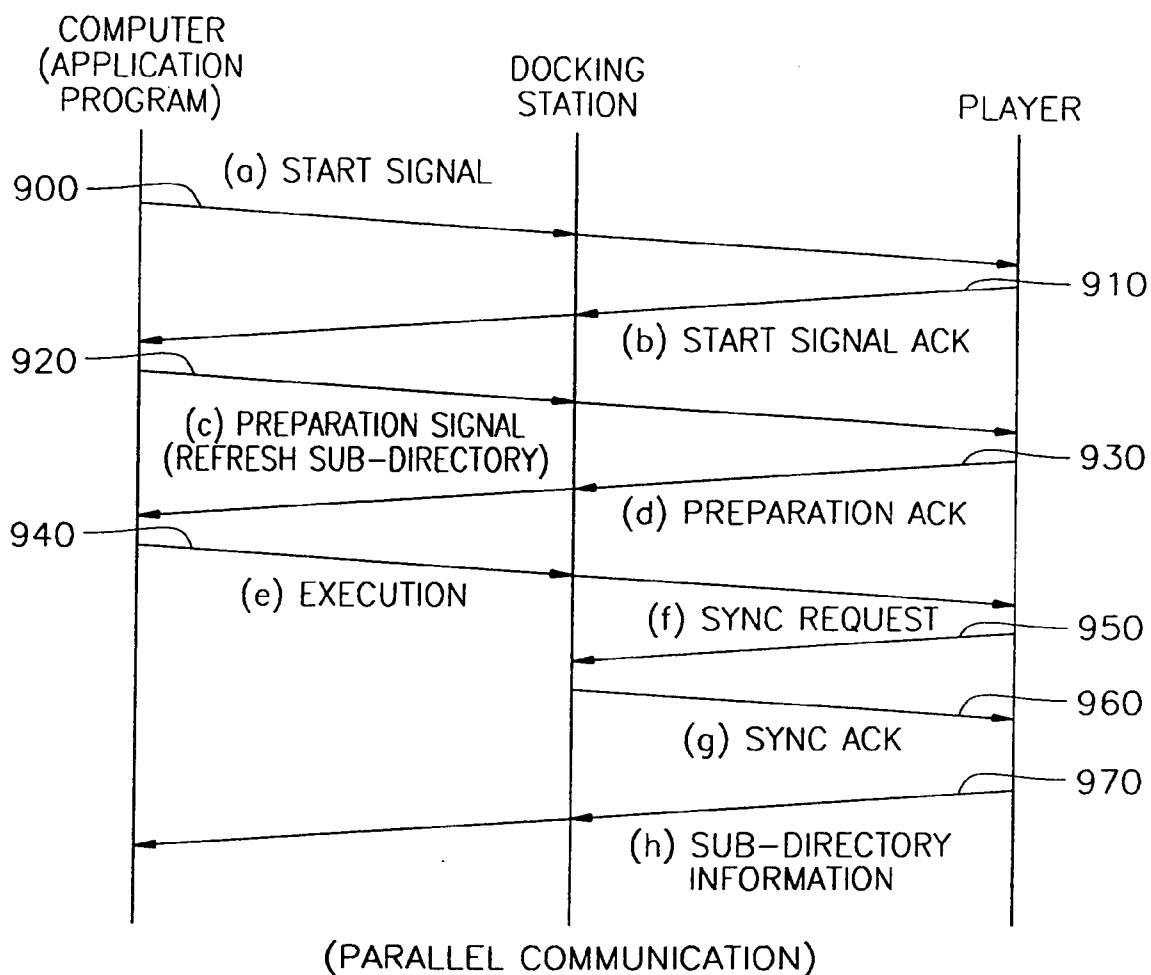 COMPUTER
(APPLICATION
PROGRAM)
DOCKING
STATION
PLAYER
900
(a) START SIGNAL
910
(b) START SIGNAL ACK
920
(c) PREPARATION SIGNAL
(REFRESH SUB-DIRECTORY)
930
(d) PREPARATION ACK
940
(e) EXECUTION
(f) SYNC REQUEST
950
960
(g) SYNC ACK
970
(h) SUB-DIRECTORY
INFORMATION
(PARALLEL COMMUNICATION)